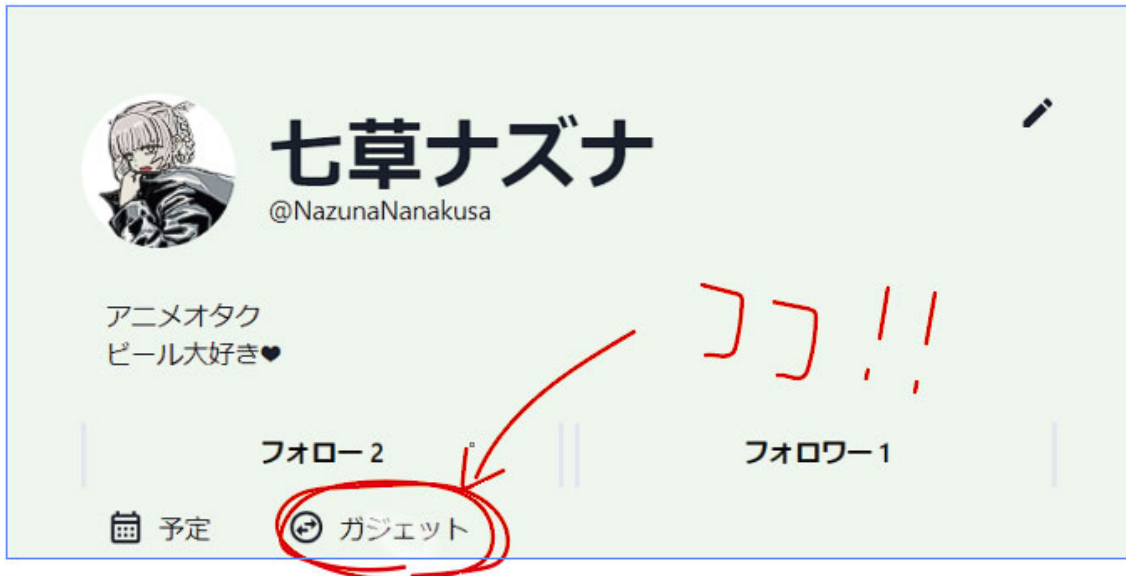 七草ナズナ
@NazunaNanakusa
アニメオタク
ビール大好き❤
ココ!!
フォロー 2
フォロワー 1
予定
ガジェット